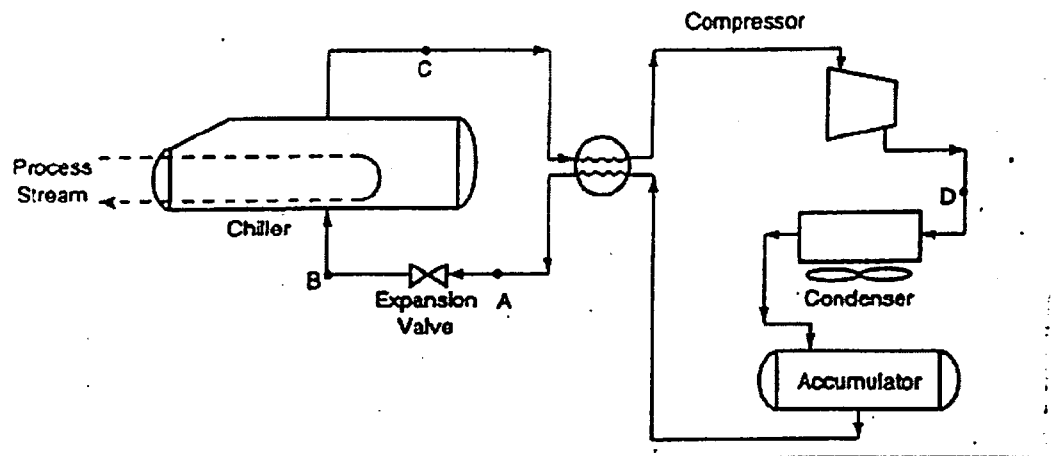 Compressor
C
Process
Stream
Chiller
D
B
A
Expansion
Valve
Condenser
Accumulator